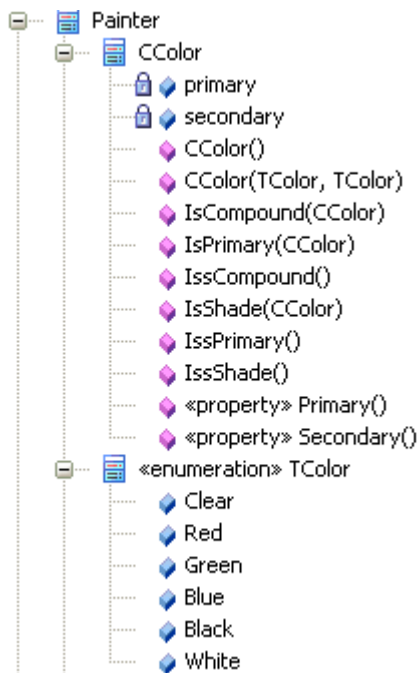 Painter
CColor
primary
secondary
CColor()
CColor(TColor, TColor)
IsCompound(CColor)
IsPrimary(CColor)
IssCompound()
IsShade(CColor)
IssPrimary()
IssShade()
«property» Primary()
«property» Secondary()
«enumeration» TColor
Clear
Red
Green
Blue
Black
White